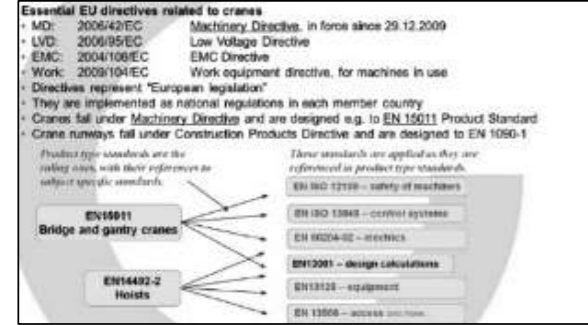 Essential EU directives related to cranes
• MD: 2006/42/EC Machinery Directive, in force since 29.12.2009
• LVD: 2006/95/EC Low Voltage Directive
• EMC: 2004/108/EC EMC Directive
• Work: 2009/104/EC Work equipment directive, for machines in use
• Directives represent "European legislation"
• They are implemented as national regulations in each member country
• Cranes fall under Machinery Directive and are designed e.g. to EN 15011 Product Standard
• Crane runways fall under Construction Products Directive and are designed to EN 1090-1
Product type standards are the
ruling ones, with their references to
subject specific standards.
These standards are applied as they are
referenced in product type standards.
EN15011
Bridge and gantry cranes
EN14492-2
Hoists
EN ISO 12100 – safety of machines
EN ISO 13849 – control systems
EN 60204-32 – electrics
EN13001 – design calculations
EN13135 – equipment
EN 13586 – access